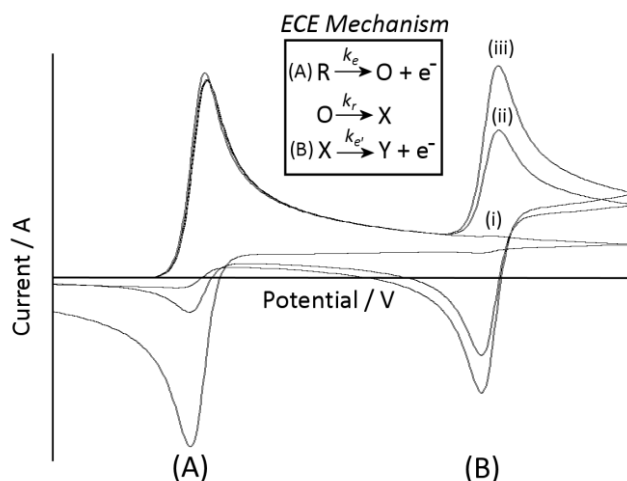 ECE Mechanism
(A) R —kₑ→ O + e⁻
O —kᵣ→ X
(B) X —kₑ'→ Y + e⁻
(iii)
(ii)
(i)
Current / A
Potential / V
(A)
(B)